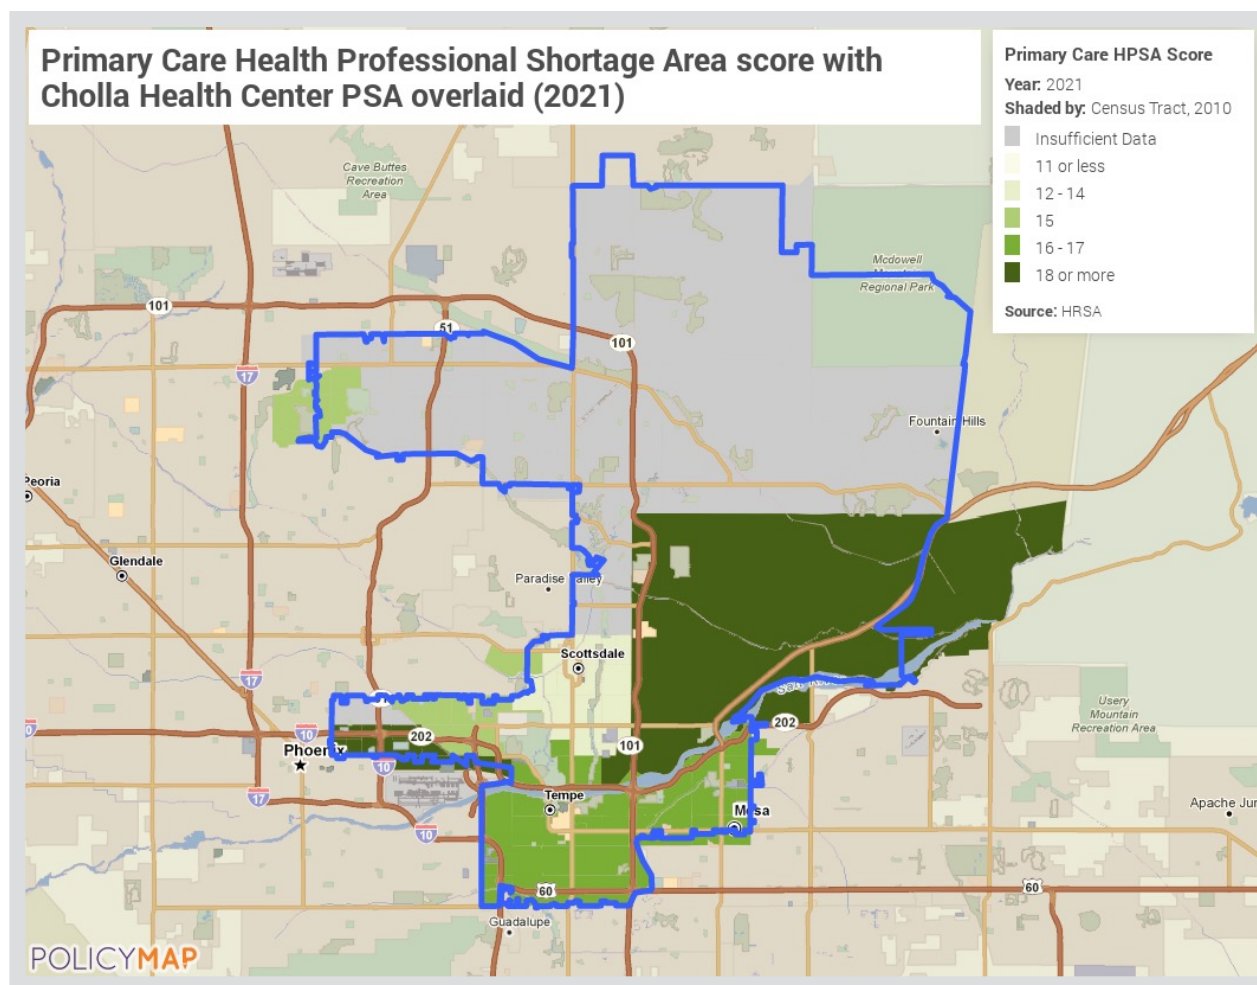 Primary Care Health Professional Shortage Area score with
Cholla Health Center PSA overlaid (2021)
Primary Care HPSA Score
Year: 2021
Shaded by: Census Tract, 2010
Insufficient Data
11 or less
12 - 14
15
16 - 17
18 or more
Source: HRSA
Cave Buttes
Recreation
Area
Mcdowell
Mountain
Regional Park
101
51
101
17
Fountain Hills
Peoria
Glendale
Paradise Valley
Scottsdale
17
Usery
Mountain
Recreation Area
10
202
202
101
Phoenix
10
17
Tempe
Mesa
Apache Jun
10
60
60
Guadalupe
POLICYMAP